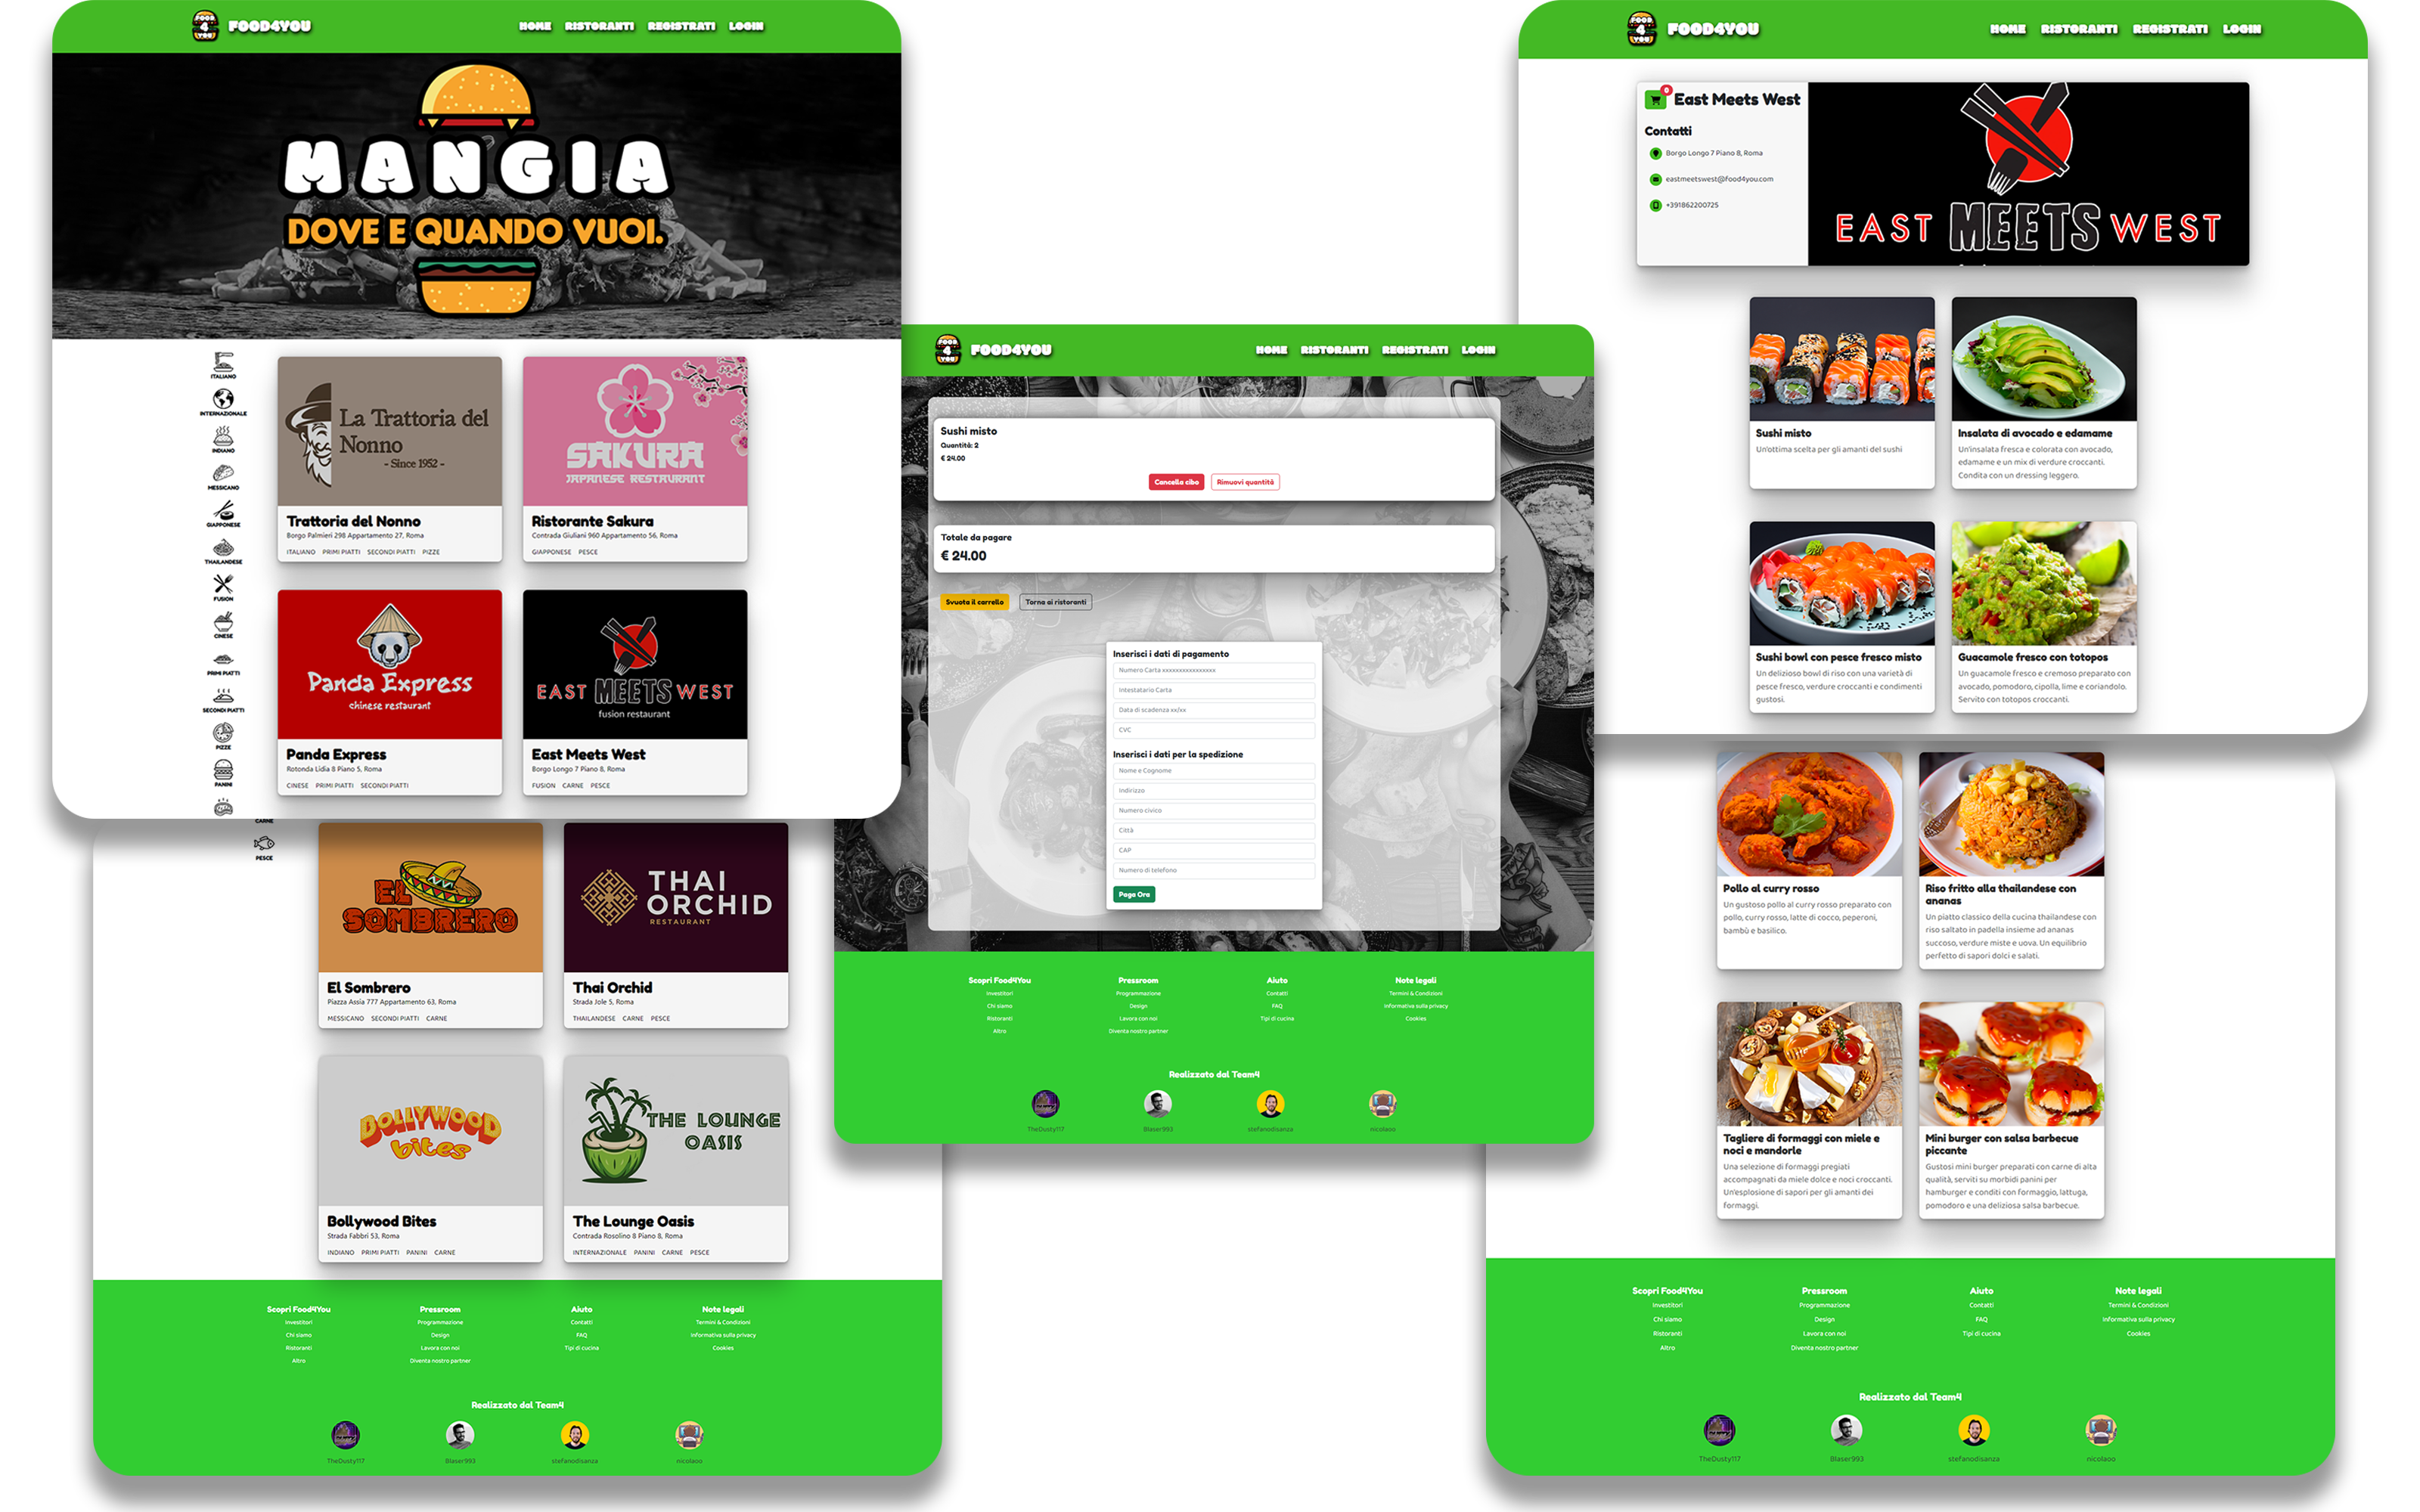 FOOD 4 YOU
FOOD4YOU
HOME RISTORANTI REGISTRATI LOGIN
MANGIA
DOVE E QUANDO VUOI.
ITALIANO
INTERNAZIONALE
INDIANO
MESSICANO
GIAPPONESE
THAILANDESE
FUSION
CINESE
PRIMI PIATTI
SECONDI PIATTI
PIZZE
PANINI
La Trattoria del
Nonno
- Since 1952 -
Trattoria del Nonno
Borgo Palmieri 298 Appartamento 27, Roma
ITALIANO PRIMI PIATTI SECONDI PIATTI PIZZE
SAKURA
JAPANESE RESTAURANT
Ristorante Sakura
Contrada Giuliani 960 Appartamento 56, Roma
GIAPPONESE PESCE
Panda Express
chinese restaurant
Panda Express
Rotonda Lidia 8 Piano 5, Roma
CINESE PRIMI PIATTI SECONDI PIATTI
EAST MEETS WEST
fusion restaurant
East Meets West
Borgo Longo 7 Piano 8, Roma
FUSION CARNE PESCE
CARNE
PESCE
EL
SOMBRERO
El Sombrero
Piazza Assia 777 Appartamento 63, Roma
MESSICANO SECONDI PIATTI CARNE
THAI
ORCHID
RESTAURANT
Thai Orchid
Strada Jole 5, Roma
THAILANDESE CARNE PESCE
BOLLYWOOD
bites
Bollywood Bites
Strada Fabbri 53, Roma
INDIANO PRIMI PIATTI PANINI CARNE
THE LOUNGE
OASIS
The Lounge Oasis
Contrada Rosolino 8 Piano 8, Roma
INTERNAZIONALE PANINI CARNE PESCE
Scopri Food4You Pressroom Aiuto Note legali
Investitori Programmazione Contatti Termini & Condizioni
Chi siamo Design FAQ Informativa sulla privacy
Ristoranti Lavora con noi Tipi di cucina Cookies
Altro Diventa nostro partner
Realizzato dal Team4
TheDusty117 Blaser993 stefanodisanza nicolaoo
FOOD 4 YOU
FOOD4YOU
HOME RISTORANTI REGISTRATI LOGIN
Sushi misto
Quantità: 2
€ 24.00
Cancella cibo Rimuovi quantità
Totale da pagare
€ 24.00
Svuota il carrello Torna ai ristoranti
Inserisci i dati di pagamento
Numero Carta xxxxxxxxxxxxxxxx
Intestatario Carta
Data di scadenza xx/xx
CVC
Inserisci i dati per la spedizione
Nome e Cognome
Indirizzo
Numero civico
Città
CAP
Numero di telefono
Paga Ora
Scopri Food4You Pressroom Aiuto Note legali
Investitori Programmazione Contatti Termini & Condizioni
Chi siamo Design FAQ Informativa sulla privacy
Ristoranti Lavora con noi Tipi di cucina Cookies
Altro Diventa nostro partner
Realizzato dal Team4
TheDusty117 Blaser993 stefanodisanza nicolaoo
FOOD 4 YOU
FOOD4YOU
HOME RISTORANTI REGISTRATI LOGIN
0
East Meets West
Contatti
Borgo Longo 7 Piano 8, Roma
eastmeetswest@food4you.com
+391862200725
EAST MEETS WEST
Sushi misto
Un'ottima scelta per gli amanti del sushi
Insalata di avocado e edamame
Un'insalata fresca e colorata con avocado,
edamame e un mix di verdure croccanti.
Condita con un dressing leggero.
Sushi bowl con pesce fresco misto
Un delizioso bowl di riso con una varietà di
pesce fresco, verdure croccanti e condimenti
gustosi.
Guacamole fresco con totopos
Un guacamole fresco e cremoso preparato con
avocado, pomodoro, cipolla, lime e coriandolo.
Servito con totopos croccanti.
Pollo al curry rosso
Un gustoso pollo al curry rosso preparato con
pollo, curry rosso, latte di cocco, peperoni,
bambù e basilico.
Riso fritto alla thailandese con
ananas
Un piatto classico della cucina thailandese con
riso saltato in padella insieme ad ananas
succoso, verdure miste e uova. Un equilibrio
perfetto di sapori dolci e salati.
Tagliere di formaggi con miele e
noci e mandorle
Una selezione di formaggi pregiati
accompagnati da miele dolce e noci croccanti.
Un'esplosione di sapori per gli amanti dei
formaggi.
Mini burger con salsa barbecue
piccante
Gustosi mini burger preparati con carne di alta
qualità, serviti su morbidi panini per
hamburger e conditi con formaggio, lattuga,
pomodoro e una deliziosa salsa barbecue.
Scopri Food4You Pressroom Aiuto Note legali
Investitori Programmazione Contatti Termini & Condizioni
Chi siamo Design FAQ Informativa sulla privacy
Ristoranti Lavora con noi Tipi di cucina Cookies
Altro Diventa nostro partner
Realizzato dal Team4
TheDusty117 Blaser993 stefanodisanza nicolaoo